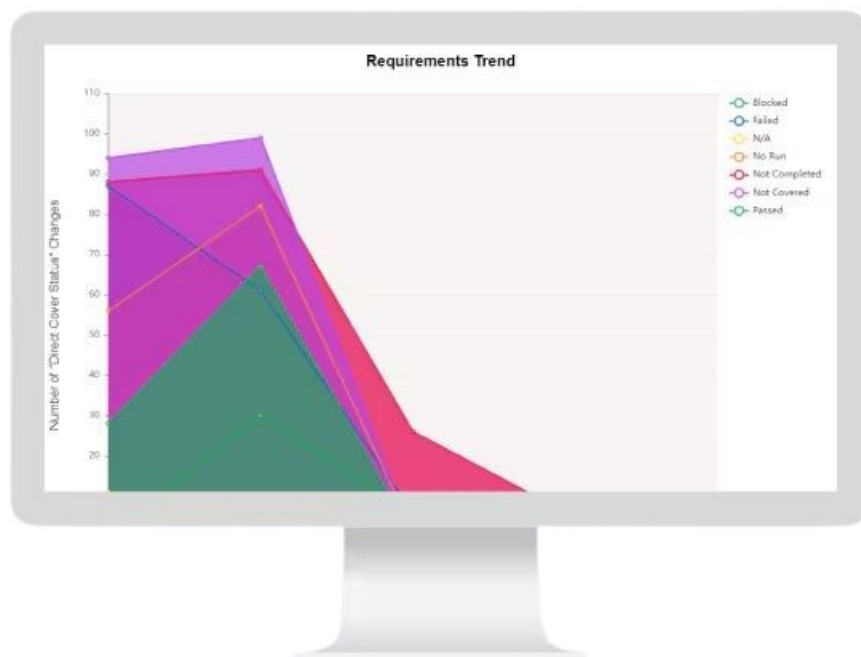 Requirements Trend
110
100
90
80
70
60
50
40
30
20
Number of "Direct Cover Status" Changes
Blocked
Failed
N/A
No Run
Not Completed
Not Covered
Passed